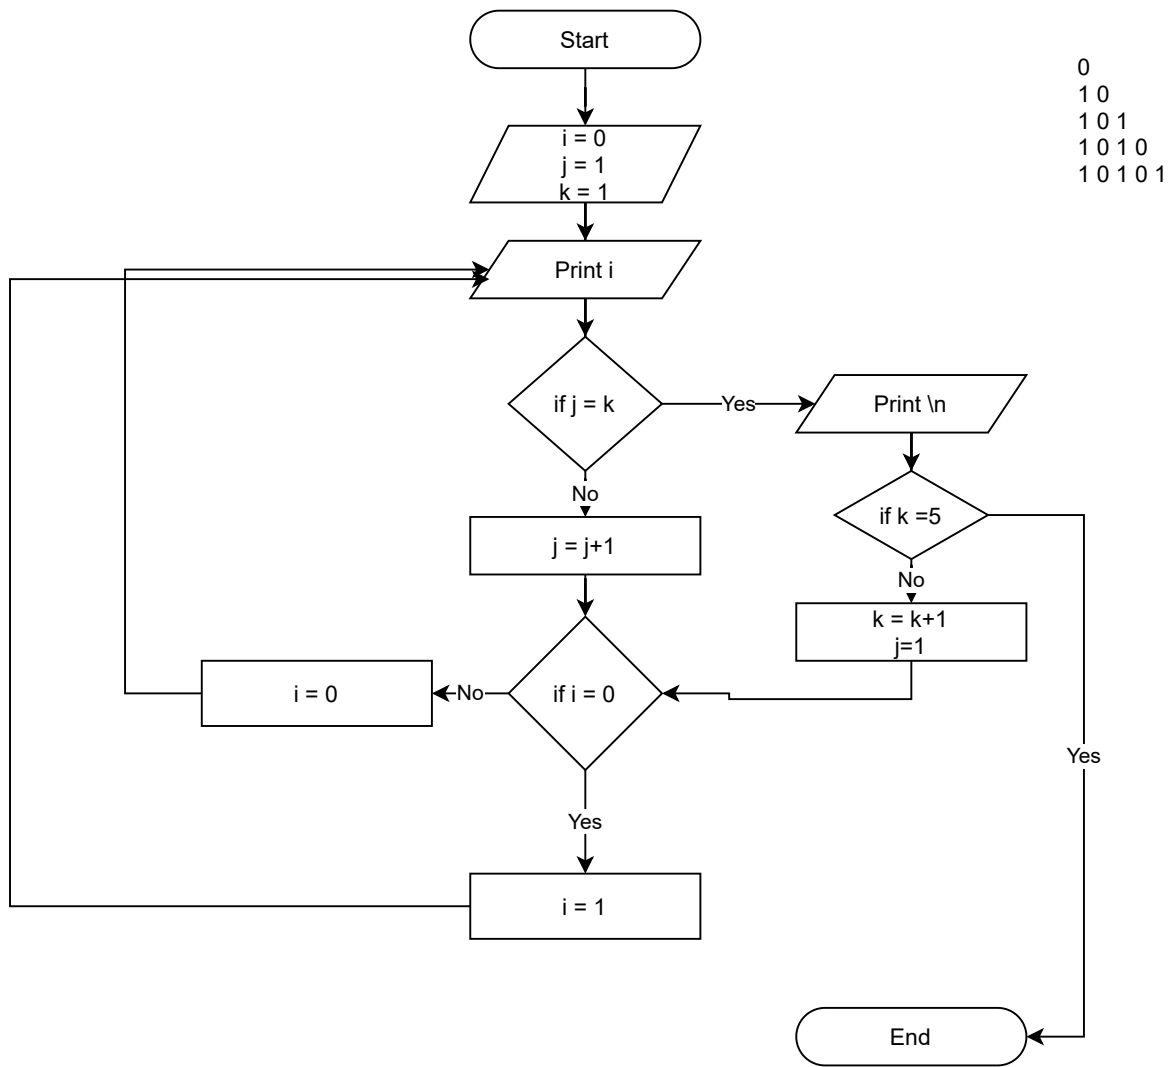 Start
0
1 0
1 0 1
1 0 1 0
1 0 1 0 1
i = 0
j = 1
k = 1
Print i
if j = k
Yes
Print \n
No
if k =5
j = j+1
No
k = k+1
j=1
if i = 0
No
i = 0
Yes
Yes
i = 1
End